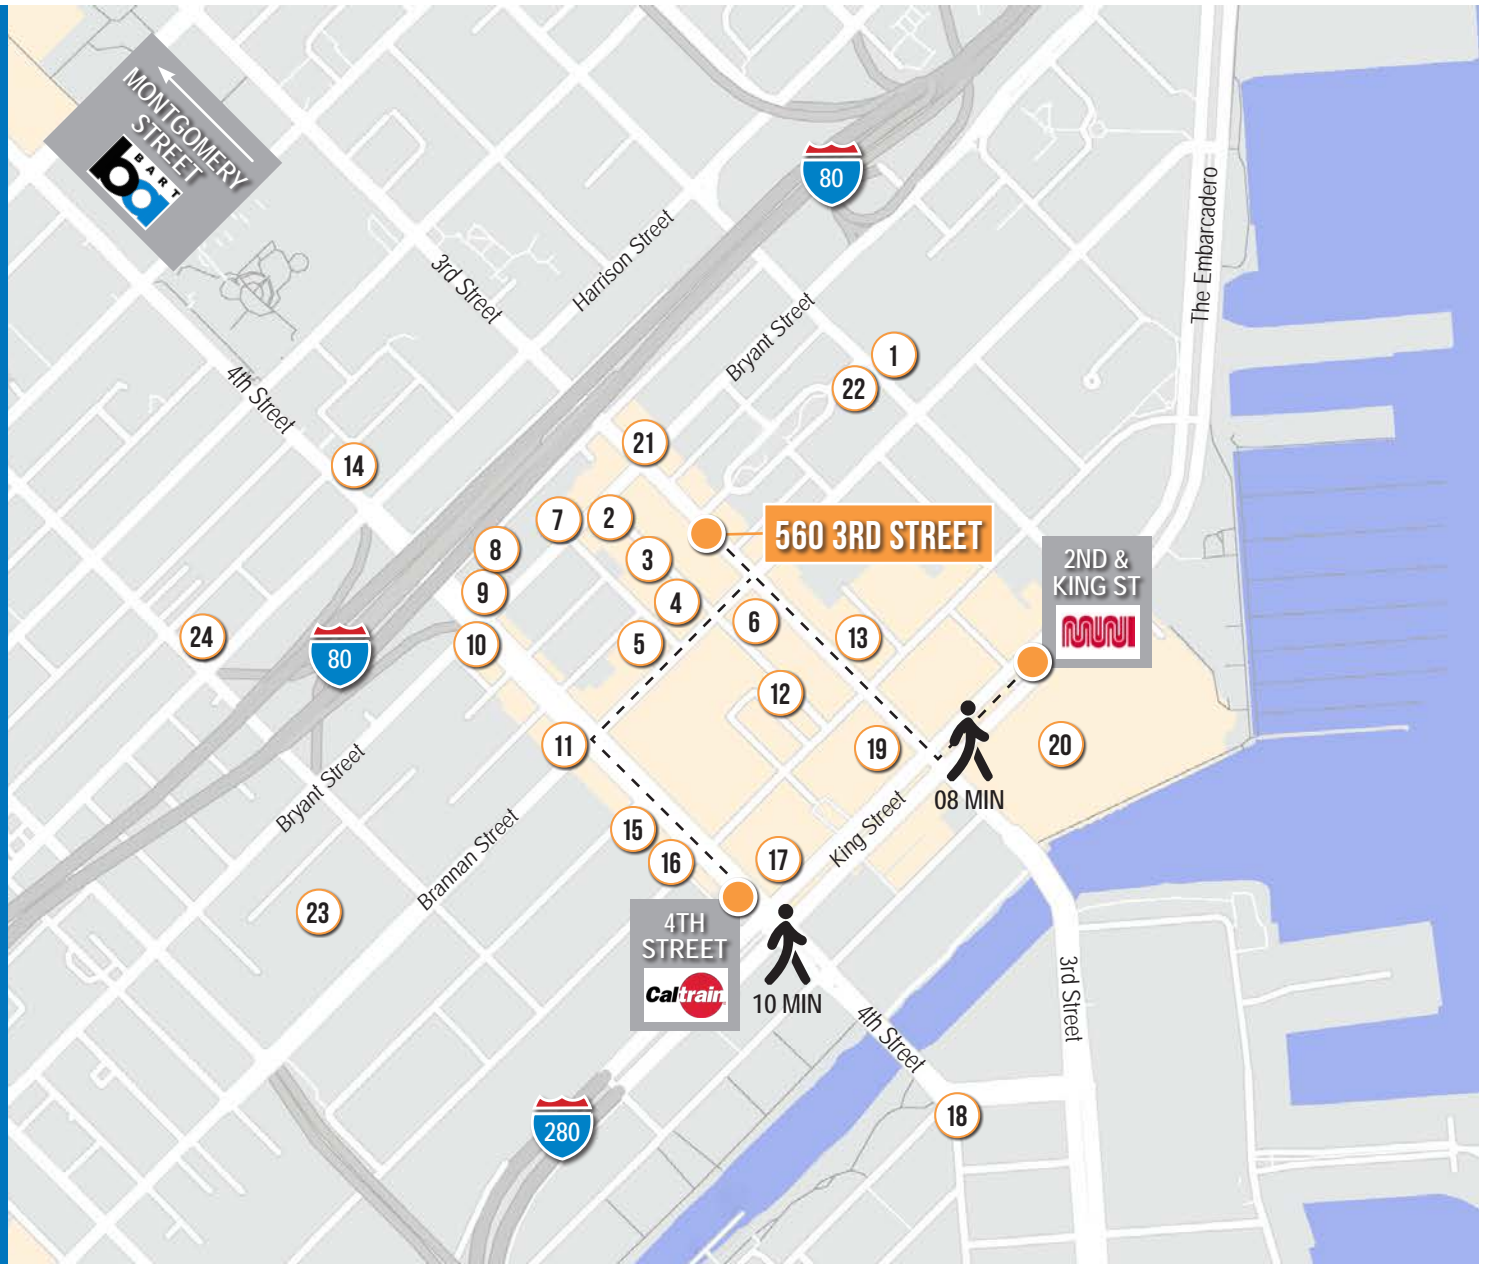 MONTGOMERY
STREET
BART
ba
80
3rd Street
Harrison Street
The Embarcadero
Bryant Street
1
22
4th Street
21
14
7
2
560 3RD STREET
8
3
2ND &
KING ST
MUNI
9
4
6
13
24
10
5
80
12
11
19
20
Bryant Street
08 MIN
15
King Street
Brannan Street
16
17
23
4TH
STREET
Caltrain
10 MIN
3rd Street
4th Street
18
280